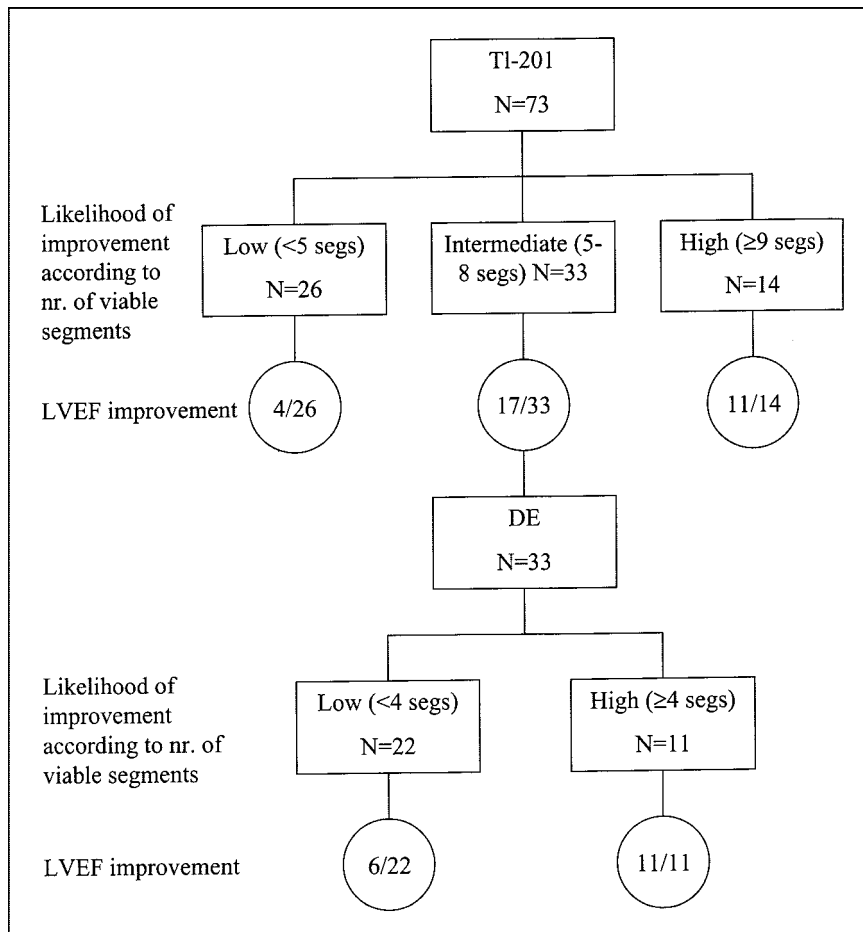 Tl-201
N=73
Likelihood of
improvement
according to
nr. of viable
segments
Low (<5 segs)
N=26
Intermediate (5-
8 segs) N=33
High (≥9 segs)
N=14
LVEF improvement
4/26
17/33
11/14
DE
N=33
Likelihood of
improvement
according to nr. of
viable segments
Low (<4 segs)
N=22
High (≥4 segs)
N=11
LVEF improvement
6/22
11/11